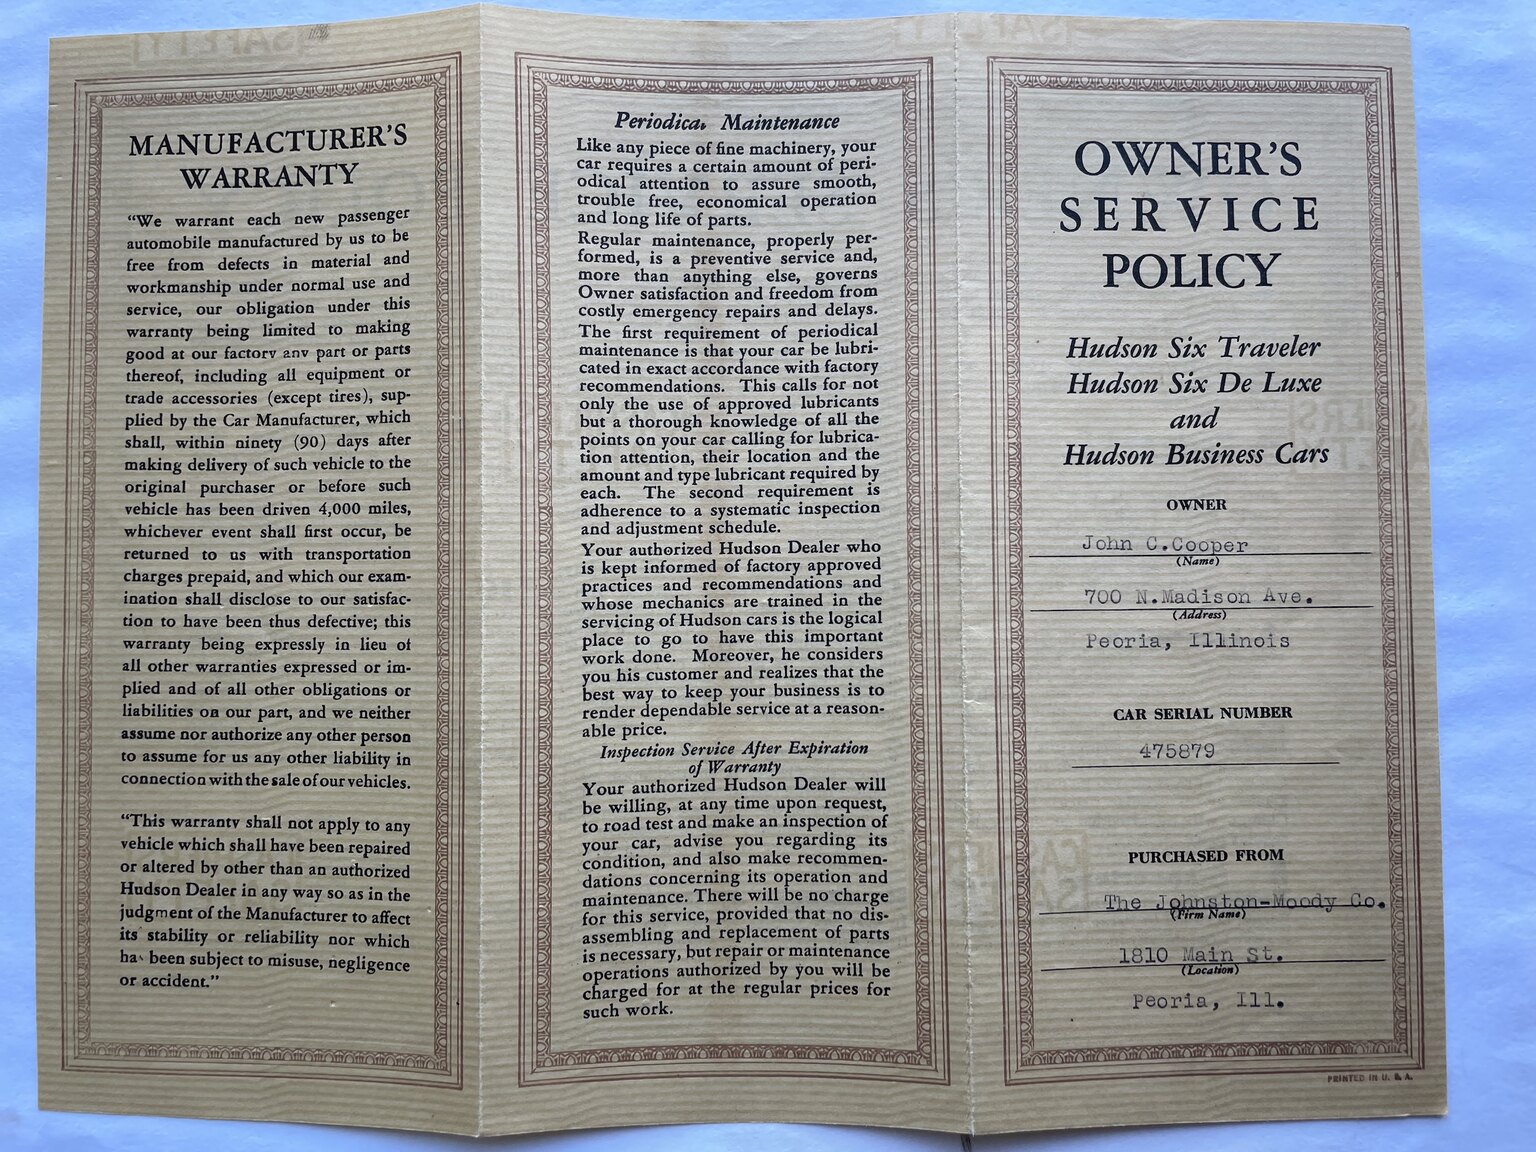 MANUFACTURER'S
WARRANTY
“We warrant each new passenger
automobile manufactured by us to be
free from defects in material and
workmanship under normal use and
service, our obligation under this
warranty being limited to making
good at our factory any part or parts
thereof, including all equipment or
trade accessories (except tires), sup-
plied by the Car Manufacturer, which
shall, within ninety (90) days after
making delivery of such vehicle to the
original purchaser or before such
vehicle has been driven 4,000 miles,
whichever event shall first occur, be
returned to us with transportation
charges prepaid, and which our exam-
ination shall disclose to our satisfac-
tion to have been thus defective; this
warranty being expressly in lieu of
all other warranties expressed or im-
plied and of all other obligations or
liabilities on our part, and we neither
assume nor authorize any other person
to assume for us any other liability in
connection with the sale of our vehicles.
“This warranty shall not apply to any
vehicle which shall have been repaired
or altered by other than an authorized
Hudson Dealer in any way so as in the
judgment of the Manufacturer to affect
its stability or reliability nor which
has been subject to misuse, negligence
or accident.”
Periodical Maintenance
Like any piece of fine machinery, your
car requires a certain amount of peri-
odical attention to assure smooth,
trouble free, economical operation
and long life of parts.
Regular maintenance, properly per-
formed, is a preventive service and,
more than anything else, governs
Owner satisfaction and freedom from
costly emergency repairs and delays.
The first requirement of periodical
maintenance is that your car be lubri-
cated in exact accordance with factory
recommendations. This calls for not
only the use of approved lubricants
but a thorough knowledge of all the
points on your car calling for lubrica-
tion attention, their location and the
amount and type lubricant required by
each. The second requirement is
adherence to a systematic inspection
and adjustment schedule.
Your authorized Hudson Dealer who
is kept informed of factory approved
practices and recommendations and
whose mechanics are trained in the
servicing of Hudson cars is the logical
place to go to have this important
work done. Moreover, he considers
you his customer and realizes that the
best way to keep your business is to
render dependable service at a reason-
able price.
Inspection Service After Expiration
of Warranty
Your authorized Hudson Dealer will
be willing, at any time upon request,
to road test and make an inspection of
your car, advise you regarding its
condition, and also make recommen-
dations concerning its operation and
maintenance. There will be no charge
for this service, provided that no dis-
assembling and replacement of parts
is necessary, but repair or maintenance
operations authorized by you will be
charged for at the regular prices for
such work.
OWNER'S
SERVICE
POLICY
Hudson Six Traveler
Hudson Six De Luxe
and
Hudson Business Cars
OWNER
John C.Cooper
(Name)
700 N.Madison Ave.
(Address)
Peoria, Illinois
CAR SERIAL NUMBER
475879
PURCHASED FROM
The Johnston-Moody Co.
(Firm Name)
1810 Main St.
(Location)
Peoria, Ill.
PRINTED IN U. S. A.